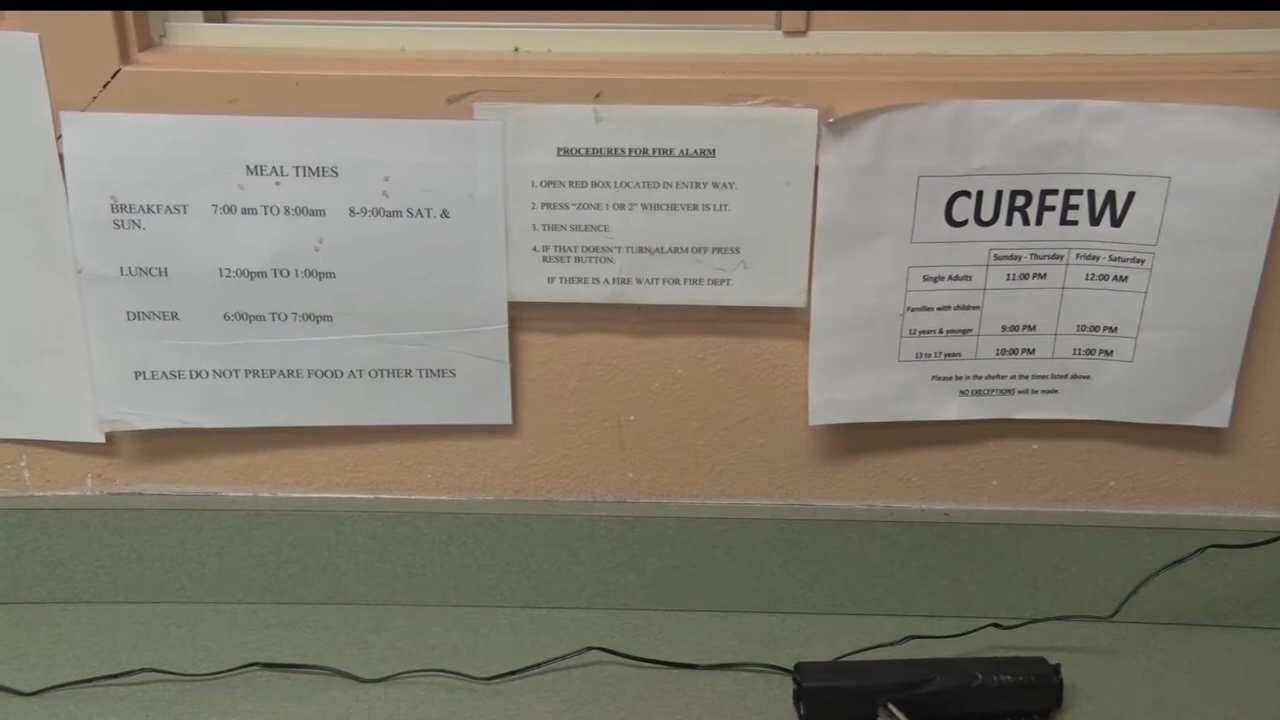 MEAL TIMES
BREAKFAST 7:00 am TO 8:00am 8-9:00am SAT. &
SUN.
LUNCH 12:00pm TO 1:00pm
DINNER 6:00pm TO 7:00pm
PLEASE DO NOT PREPARE FOOD AT OTHER TIMES
PROCEDURES FOR FIRE ALARM
1. OPEN RED BOX LOCATED IN ENTRY WAY.
2. PRESS "ZONE 1 OR 2" WHICHEVER IS LIT.
3. THEN SILENCE
4. IF THAT DOESN'T TURN ALARM OFF PRESS
RESET BUTTON.
IF THERE IS A FIRE WAIT FOR FIRE DEPT.
CURFEW
Sunday - Thursday Friday - Saturday
Single Adults 11:00 PM 12:00 AM
Families with children
12 years & younger 9:00 PM 10:00 PM
13 to 17 years 10:00 PM 11:00 PM
Please be in the shelter at the times listed above,
NO EXECEPTIONS will be made.